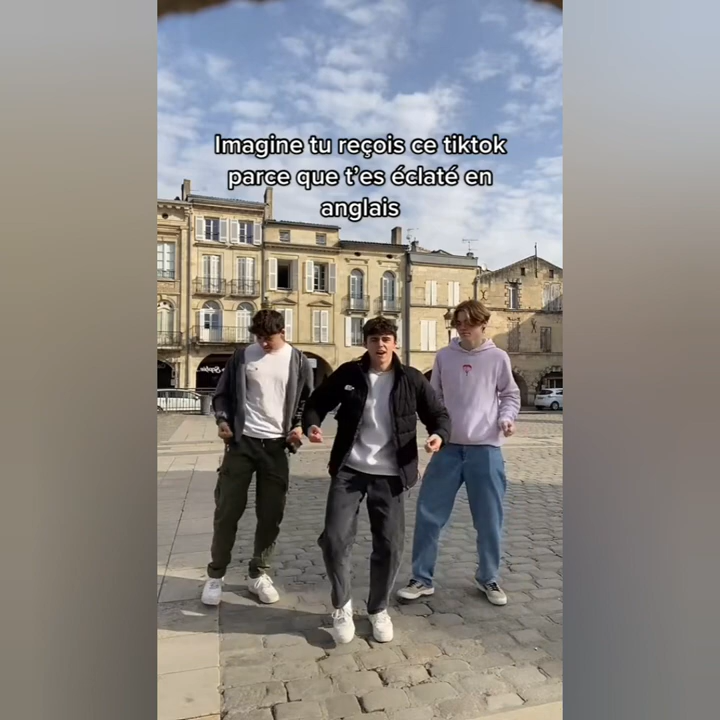 Imagine tu reçois ce tiktok
parce que t'es éclaté en
anglais